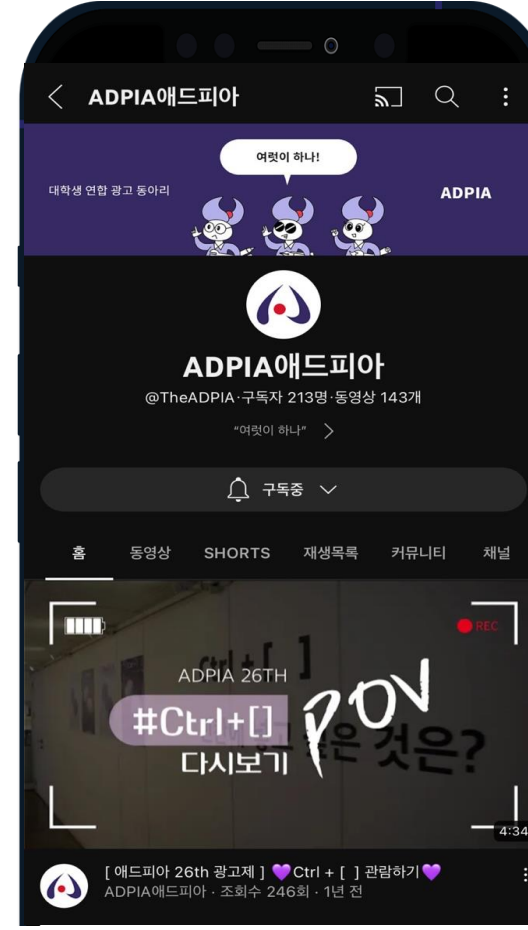 ADPIA애드피아
여럿이 하나!
대학생 연합 광고 동아리
ADPIA
ADPIA애드피아
@TheADPIA·구독자 213명·동영상 143개
“여럿이 하나”
구독중
홈 동영상 SHORTS 재생목록 커뮤니티 채널
REC
ADPIA 26TH
#Ctrl+[]
POV
다시보기
은 것은?
4:34
[ 애드피아 26th 광고제 ] 💜Ctrl + [ ] 관람하기💜
ADPIA애드피아 · 조회수 246회 · 1년 전